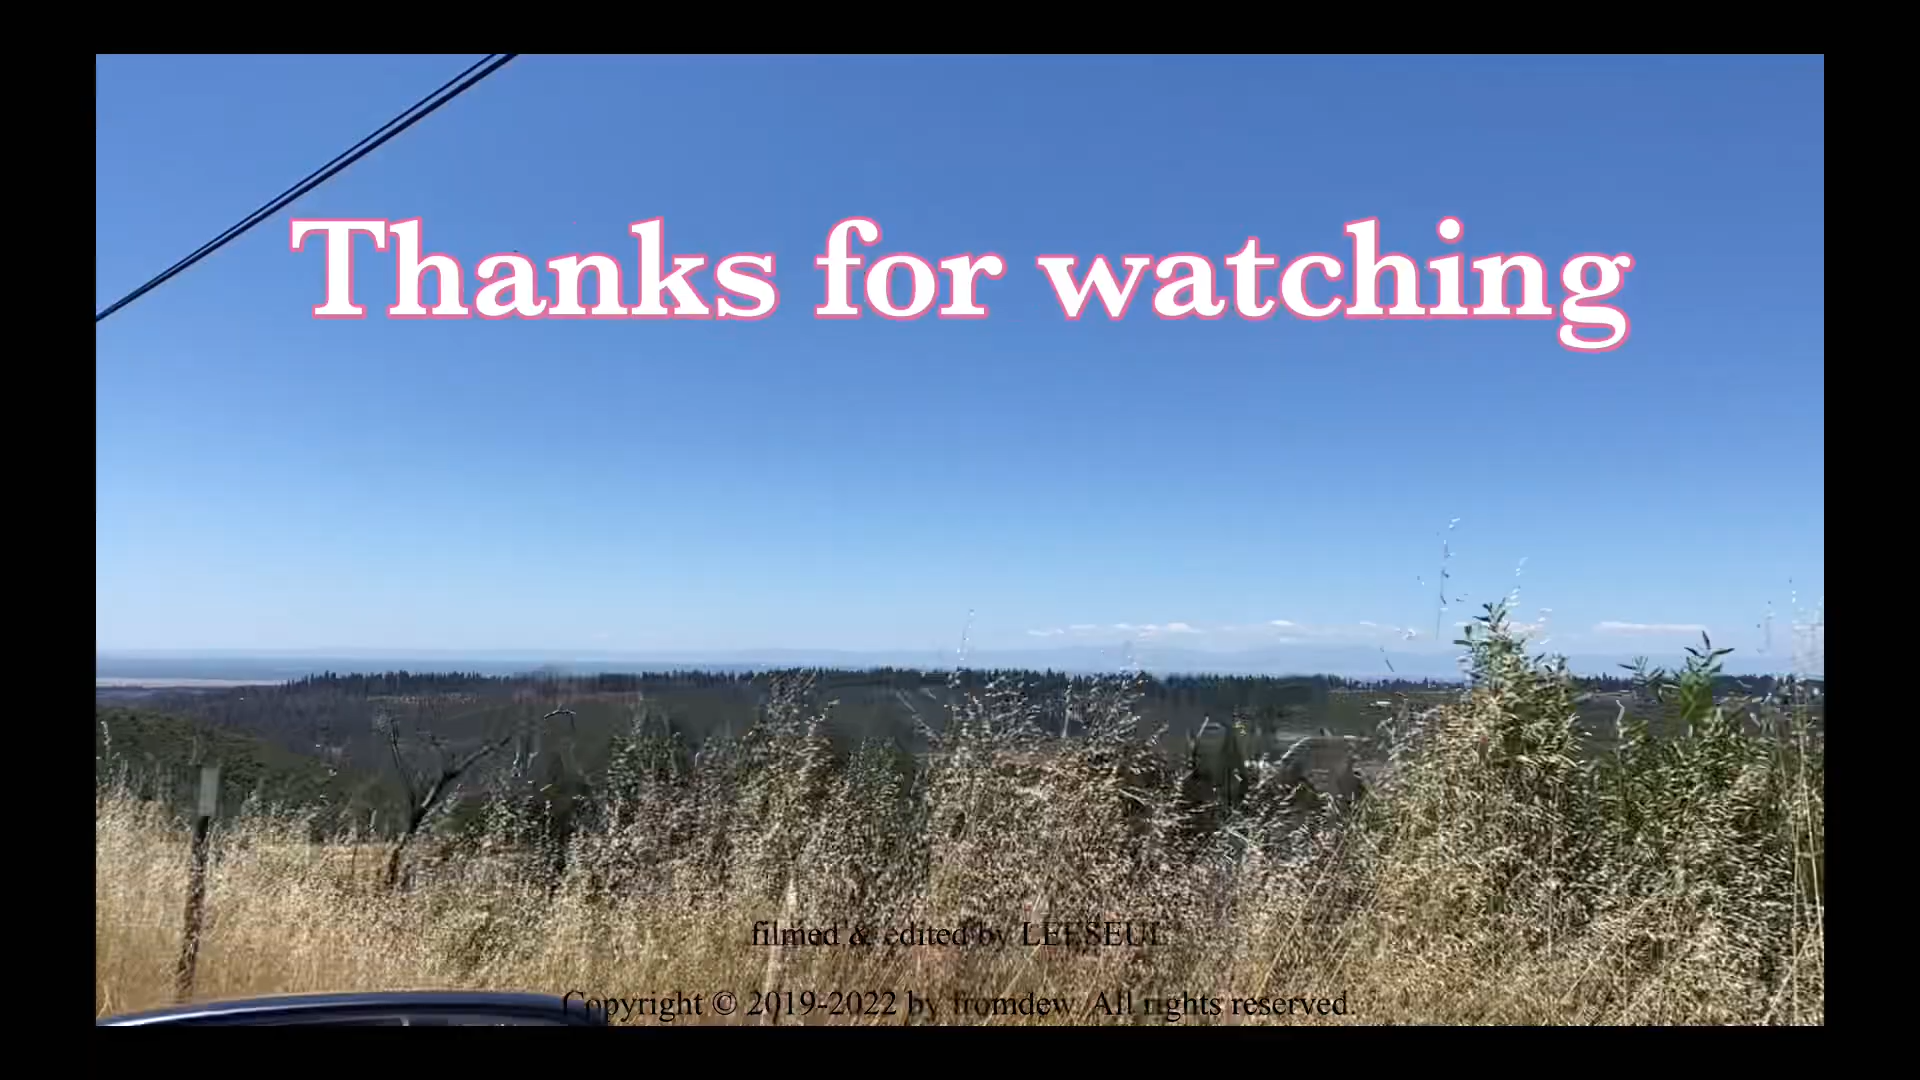 Thanks for watching
filmed & edited by LEESEUL
Copyright © 2019-2022 by fromdew. All rights reserved.